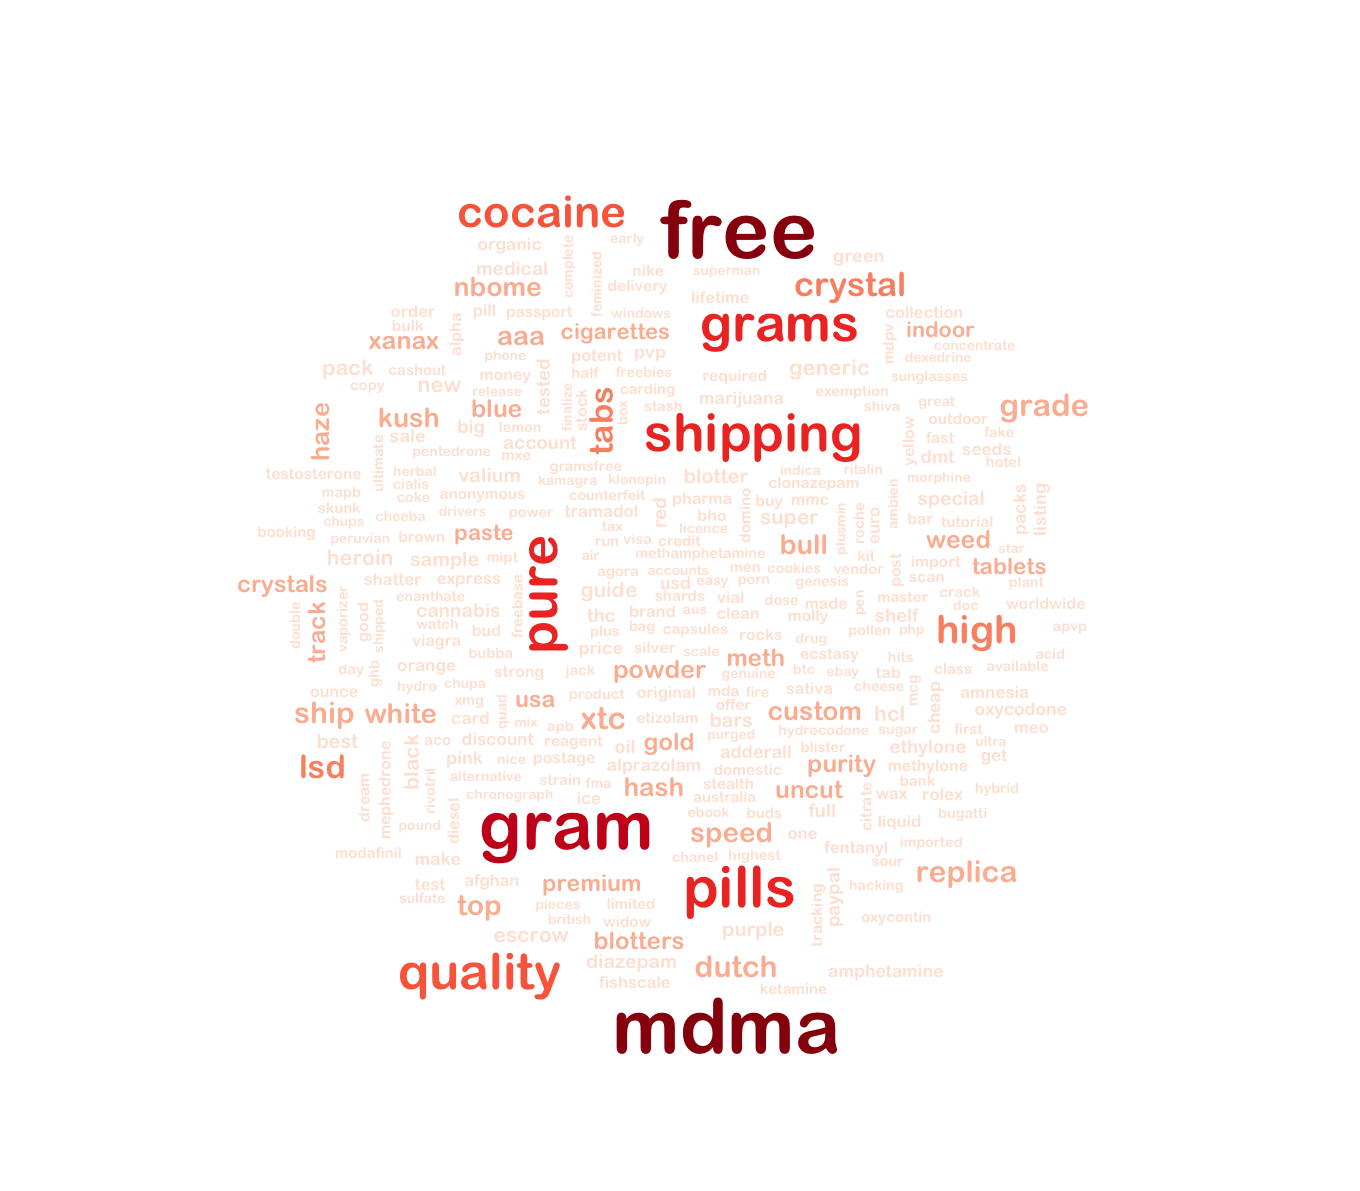 cocaine
free
organic
complete
early
green
medical
feminized
nike
superman
nbome
delivery
crystal
lifetime
order
pill
passport
windows
grams
collection
bulk
alpha
aaa
cigarettes
indoor
xanax
mdpv
concentrate
phone
potent
pvp
dexedrine
pack
cashout
money
half
freebies
required
generic
sunglasses
copy
new
release
tested
finalize
stock
tabs
box
carding
marijuana
exemption
haze
kush
blue
stash
shipping
shiva
great
grade
sale
big
lemon
outdoor
ultimate
pentedrone
mxe
account
yellow
fast
seeds
fake
dmt
hotel
testosterone
herbal
valium
gramsfree
blotter
indica
ritalin
cialis
kamagra
klonopin
clonazepam
morphine
mapb
coke
anonymous
counterfeit
pharma
buy
mmc
special
packs
listing
skunk
chups
cheeba
drivers
power
tramadol
red
bho
domino
super
plusmin
roche
euro
ambien
bar
tutorial
booking
peruvian
brown
paste
tax
licence
run
visa
credit
bull
weed
star
heroin
sample
mipt
pure
air
methamphetamine
kit
post
import
tablets
crystals
shatter
express
agora
accounts
men
cookies
vendor
scan
usd
easy
porn
genesis
plant
enanthate
freebase
guide
shards
vial
dose
made
pen
master
crack
doc
worldwide
double
track
vaporizer
good
shipped
cannabis
watch
thc
brand
aus
clean
molly
shelf
high
apvp
viagra
bud
plus
bag
capsules
rocks
drug
pollen
php
bubba
price
silver
scale
meth
ecstasy
hits
acid
day
ghb
orange
strong
jack
powder
genuine
btc
ebay
tab
class
available
ounce
hydro
chupa
product
original
mda
fire
sativa
cheese
mcg
cheap
amnesia
ship
white
xmg
quad
usa
offer
custom
hcl
oxycodone
card
mix
apb
xtc
etizolam
bars
hydrocodone
sugar
first
meo
best
black
aco
discount
reagent
oil
gold
purged
adderall
blister
ethylone
ultra
get
lsd
pink
nice
postage
alprazolam
domestic
purity
methylone
rivotril
alternative
strain
fma
hash
stealth
bank
dream
mephedrone
chronograph
ice
australia
uncut
citrate
wax
rolex
hybrid
pound
diesel
gram
ebook
buds
full
liquid
bugatti
speed
one
modafinil
make
chanel
highest
fentanyl
imported
sour
test
afghan
premium
pills
replica
sulfate
hacking
top
pieces
limited
tracking
paypal
british
widow
oxycontin
escrow
blotters
purple
quality
diazepam
dutch
amphetamine
fishscale
ketamine
mdma